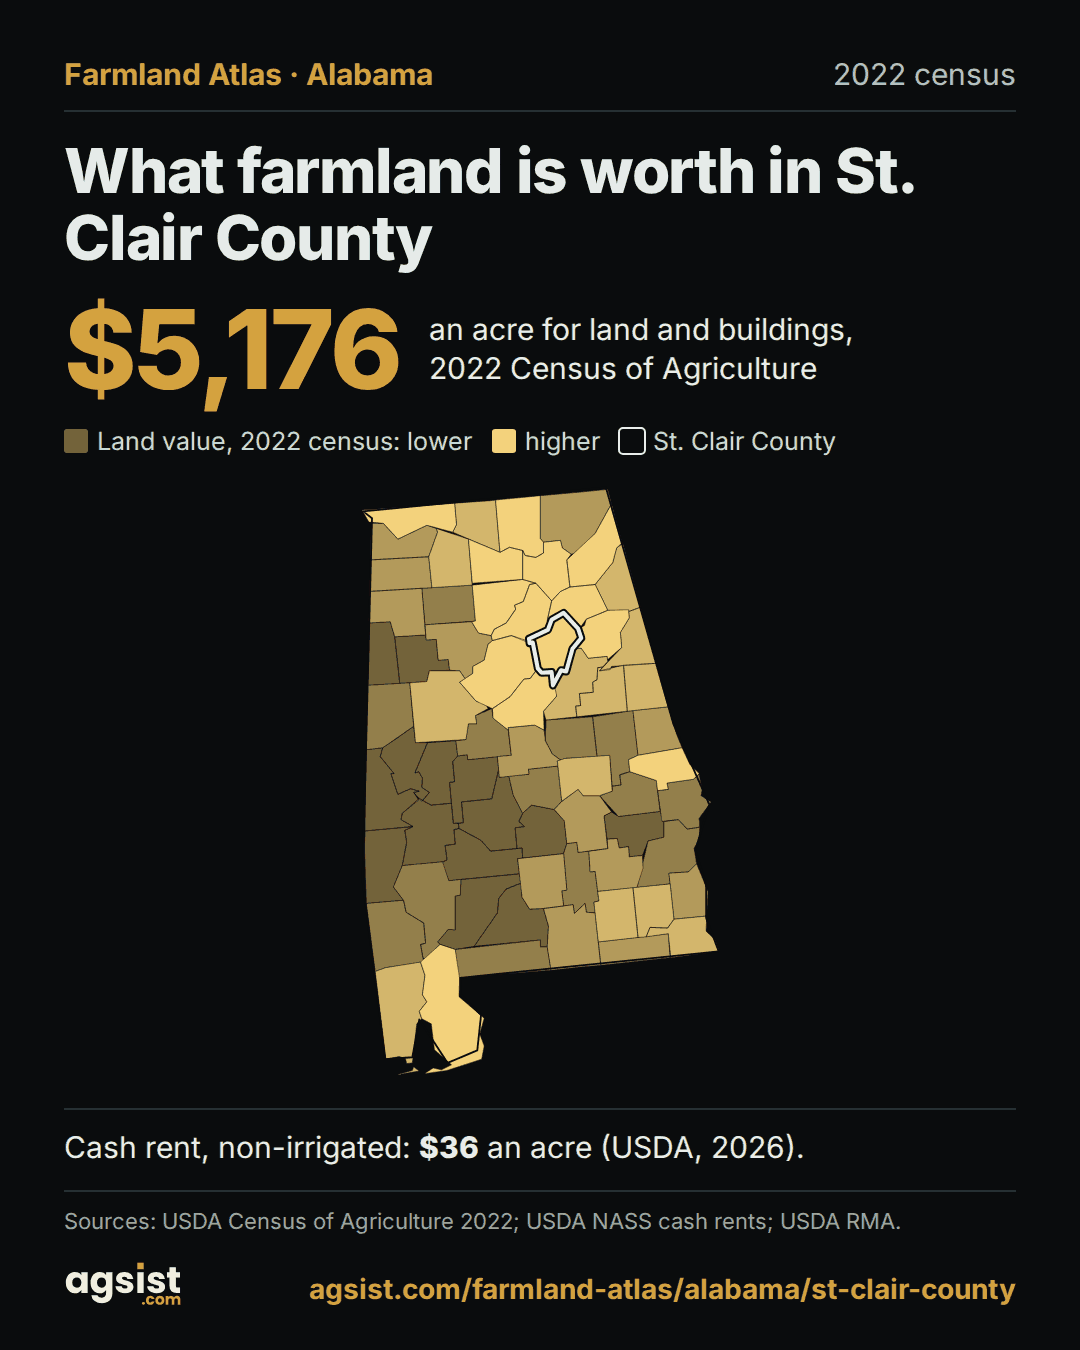 Farmland Atlas · Alabama
2022 census
What farmland is worth in St.
Clair County
$5,176
an acre for land and buildings,
2022 Census of Agriculture
Land value, 2022 census: lower
higher
St. Clair County
Cash rent, non-irrigated: $36 an acre (USDA, 2026).
Sources: USDA Census of Agriculture 2022; USDA NASS cash rents; USDA RMA.
agsist
.com
agsist.com/farmland-atlas/alabama/st-clair-county